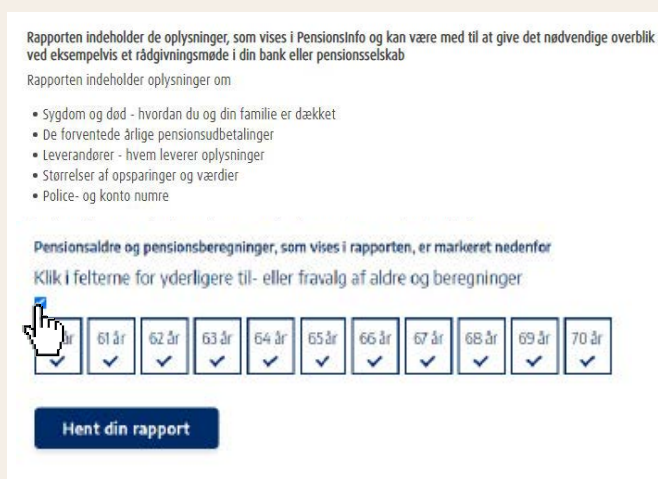 Rapporten indeholder de oplysninger, som vises i PensionsInfo og kan være med til at give det nødvendige overblik
ved eksempelvis et rådgivningsmøde i din bank eller pensionsselskab
Rapporten indeholder oplysninger om
• Sygdom og død - hvordan du og din familie er dækket
• De forventede årlige pensionsudbetalinger
• Leverandører - hvem leverer oplysninger
• Størrelser af opsparinger og værdier
• Police- og konto numre
Pensionsaldre og pensionsberegninger, som vises i rapporten, er markeret nedenfor
Klik i felterne for yderligere til- eller fravalg af aldre og beregninger
år 61 år 62 år 63 år 64 år 65 år 66 år 67 år 68 år 69 år 70 år
Hent din rapport